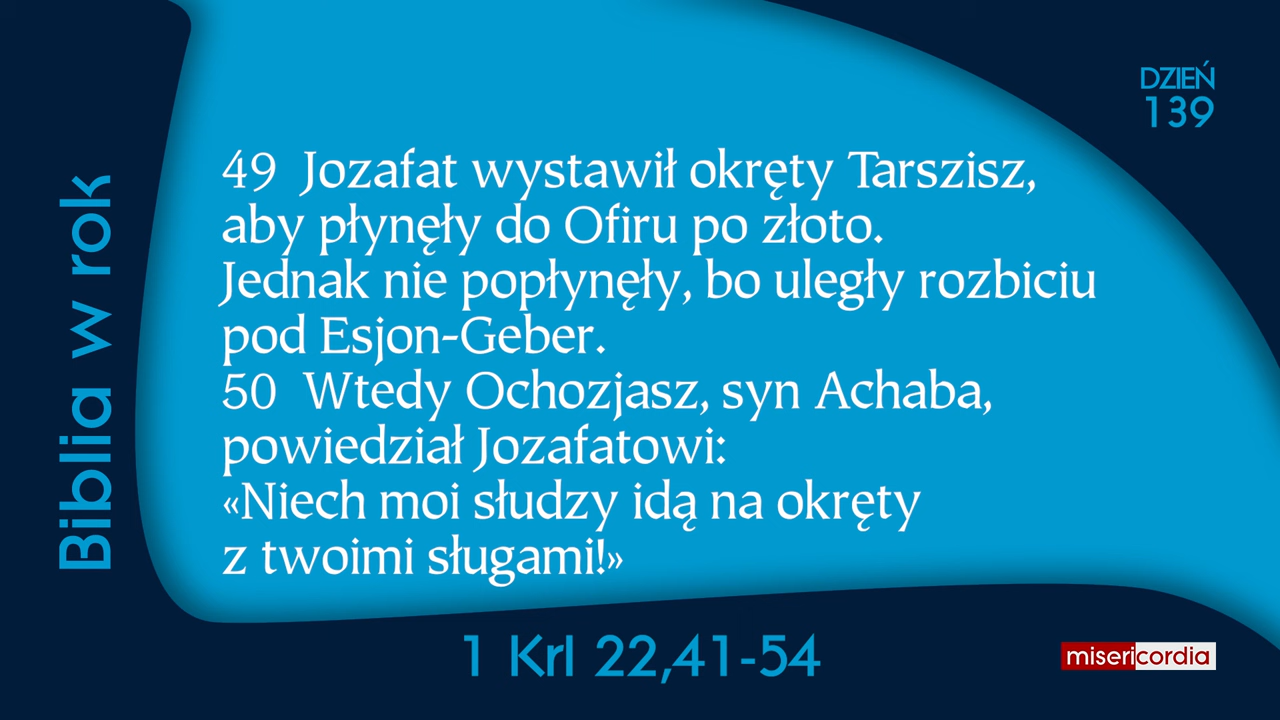 DZIEŃ
139
Biblia w rok
49 Jozafat wystawił okręty Tarszisz,
aby płynęły do Ofiru po złoto.
Jednak nie popłynęły, bo uległy rozbiciu
pod Esjon-Geber.
50 Wtedy Ochozjasz, syn Achaba,
powiedział Jozafatowi:
«Niech moi słudzy idą na okręty
z twoimi sługami!»
1 Krl 22,41-54
misericordia